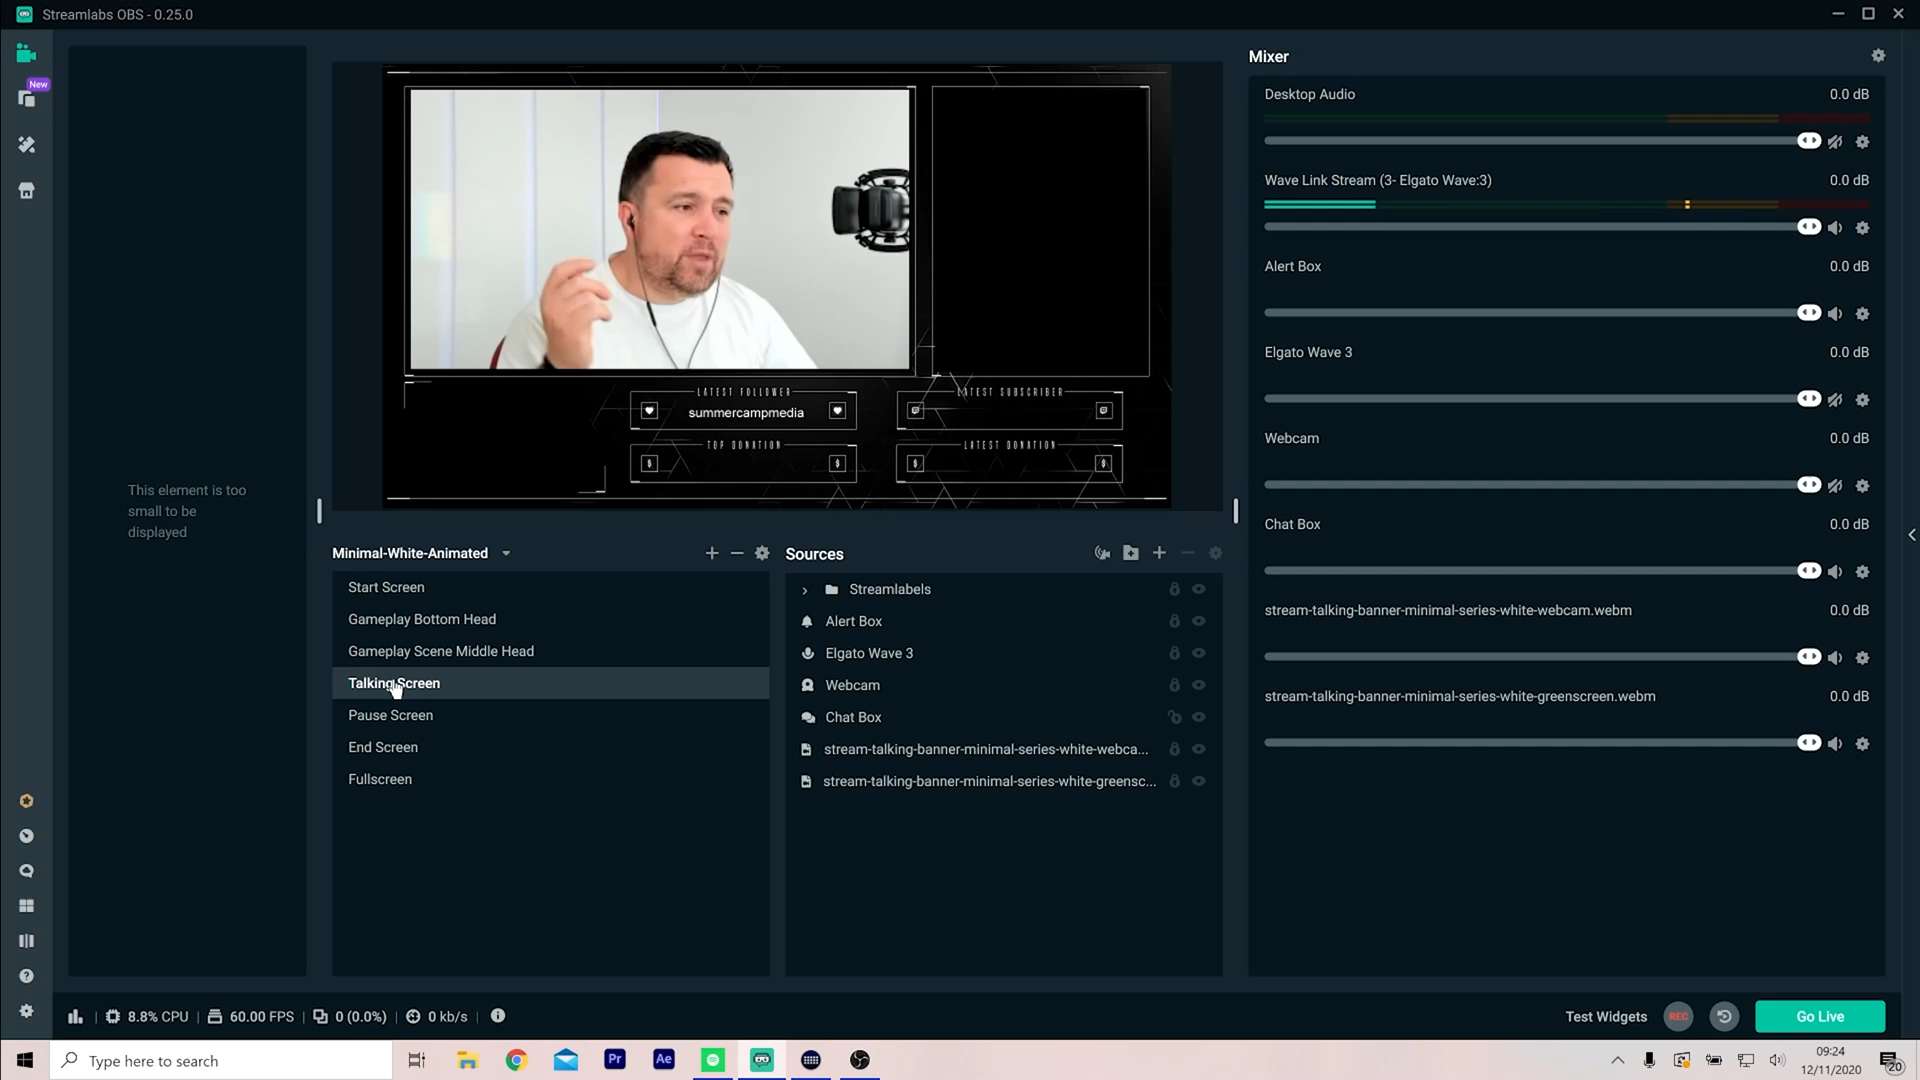 Streamlabs OBS - 0.25.0
New
This element is too
small to be
displayed
LATEST FOLLOWER
summercampmedia
LATEST SUBSCRIBER
TOP DONATION
$
$
LATEST DONATION
$
$
Minimal-White-Animated
Start Screen
Gameplay Bottom Head
Gameplay Scene Middle Head
Talking Screen
Pause Screen
End Screen
Fullscreen
Sources
Streamlabels
Alert Box
Elgato Wave 3
Webcam
Chat Box
stream-talking-banner-minimal-series-white-webca...
stream-talking-banner-minimal-series-white-greensc...
Mixer
Desktop Audio 0.0 dB
Wave Link Stream (3- Elgato Wave:3) 0.0 dB
Alert Box 0.0 dB
Elgato Wave 3 0.0 dB
Webcam 0.0 dB
Chat Box 0.0 dB
stream-talking-banner-minimal-series-white-webcam.webm 0.0 dB
stream-talking-banner-minimal-series-white-greenscreen.webm 0.0 dB
8.8% CPU 60.00 FPS 0 (0.0%) 0 kb/s
Test Widgets REC Go Live
Type here to search
Pr
Ae
09:24
12/11/2020
20